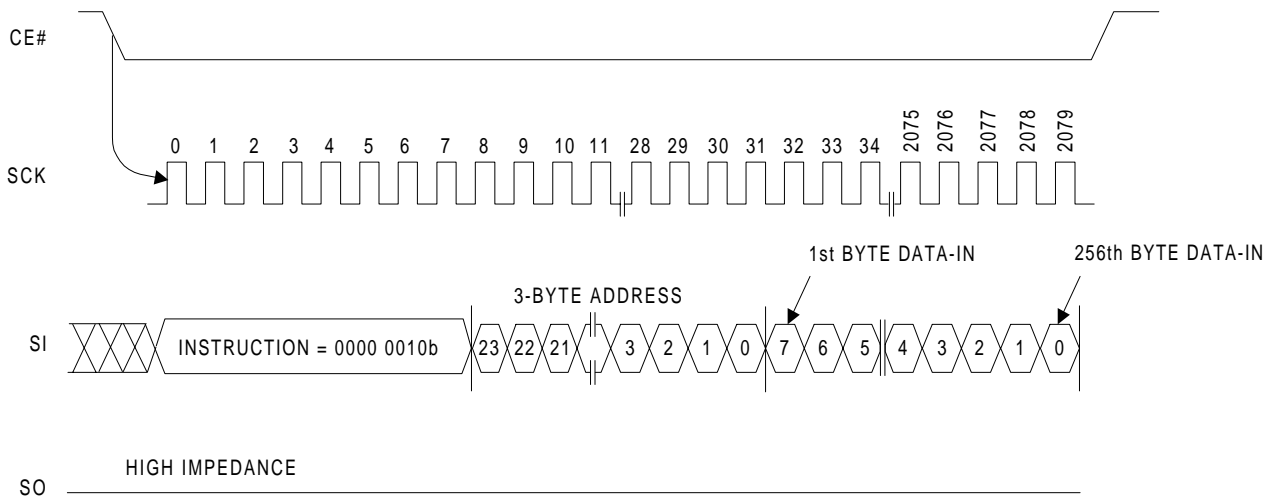 CE#
0 1 2 3 4 5 6 7 8 9 10 11 28 29 30 31 32 33 34 2075 2076 2077 2078 2079
SCK
1st BYTE DATA-IN 256th BYTE DATA-IN
3-BYTE ADDRESS
SI INSTRUCTION = 0000 0010b 23 22 21 3 2 1 0 7 6 5 4 3 2 1 0
HIGH IMPEDANCE
SO